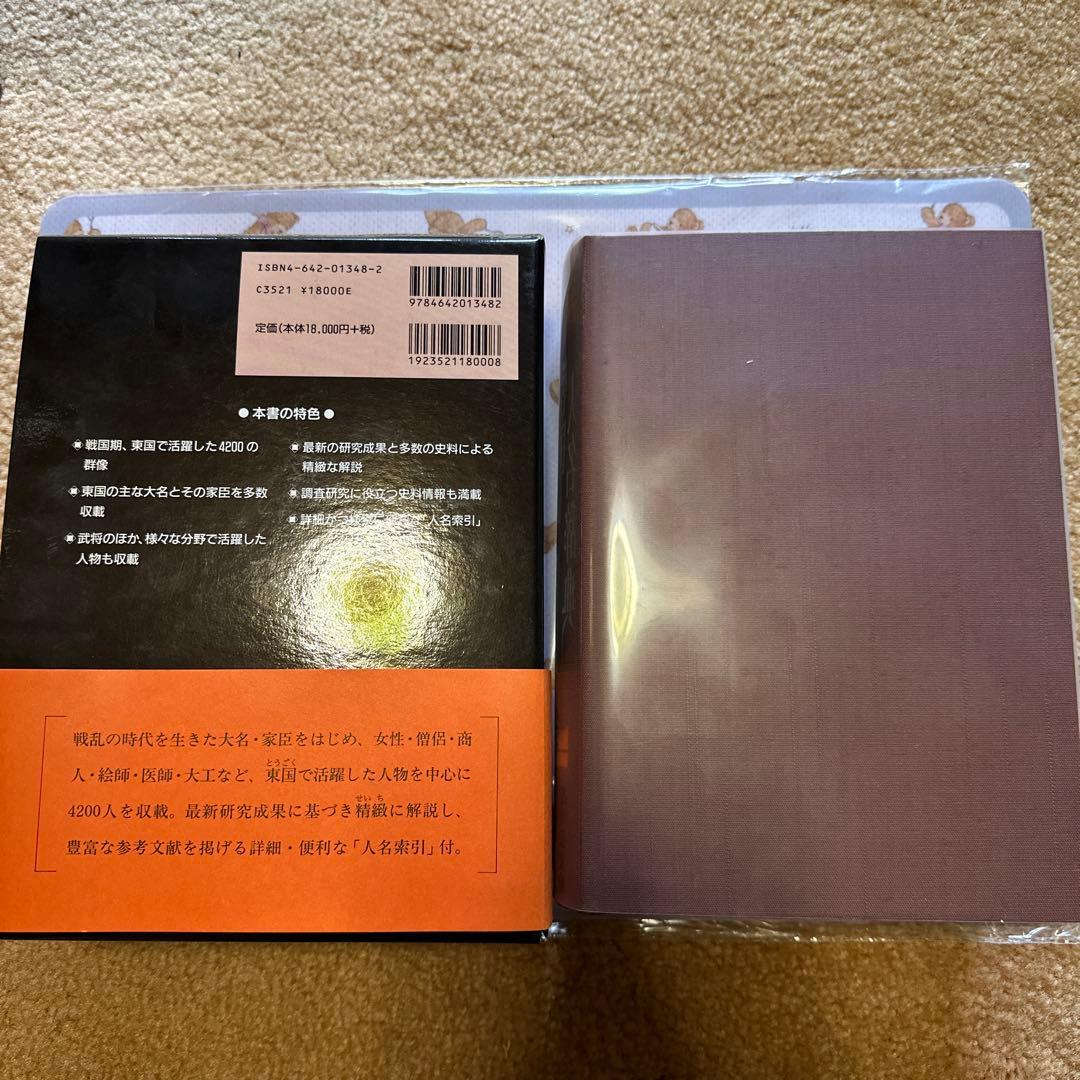 ISBN4-642-01348-2
C3521 ¥18000E
定価(本体18,000円+税)
9784642013482
1923521180008
●本書の特色●
戦国期、東国で活躍した4200の
群像
東国の主な大名とその家臣を多数
収載
武将のほか、様々な分野で活躍した
人物も収載
最新の研究成果と多数の史料による
精緻な解説
調査研究に役立つ史料情報も満載
詳細かつ 「人名索引」
戦乱の時代を生きた大名・家臣をはじめ、女性・僧侶・商
人・絵師・医師・大工など、東国で活躍した人物を中心に
とうごく
4200人を収載。最新研究成果に基づき精緻に解説し、
せいち
豊富な参考文献を掲げる詳細・便利な「人名索引」付。